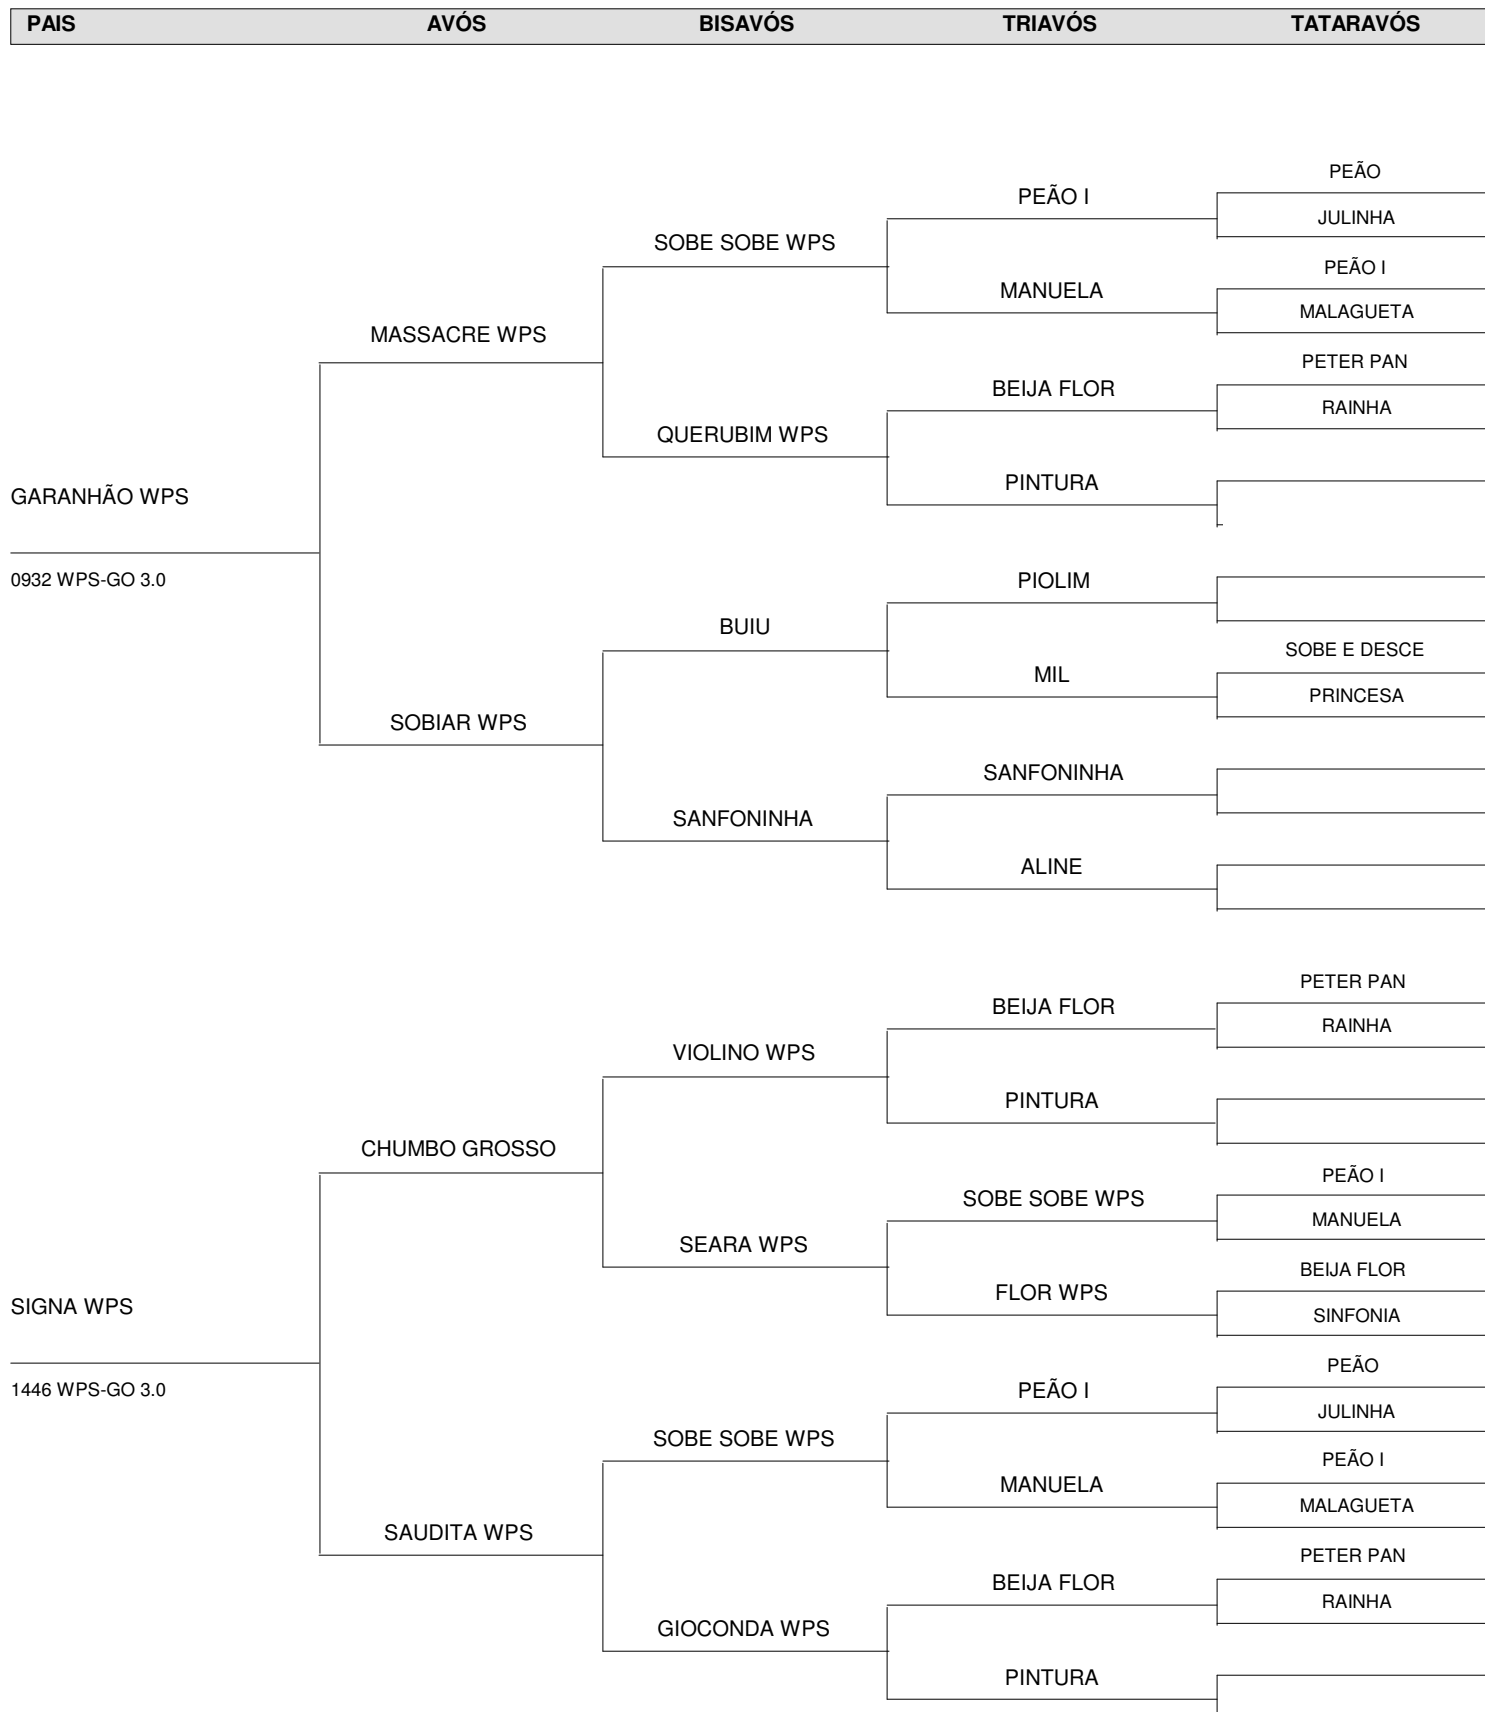 PAIS AVÓS BISAVÓS TRIAVÓS TATARAVÓS
PEÃO
PEÃO I
JULINHA
SOBE SOBE WPS
PEÃO I
MANUELA
MALAGUETA
MASSACRE WPS
PETER PAN
BEIJA FLOR
RAINHA
QUERUBIM WPS
PINTURA
GARANHÃO WPS
0932 WPS-GO 3.0
PIOLIM
BUIU
SOBE E DESCE
MIL
PRINCESA
SOBIAR WPS
SANFONINHA
SANFONINHA
ALINE
PETER PAN
BEIJA FLOR
RAINHA
VIOLINO WPS
PINTURA
CHUMBO GROSSO
PEÃO I
SOBE SOBE WPS
MANUELA
SEARA WPS
BEIJA FLOR
FLOR WPS
SIGNA WPS
SINFONIA
PEÃO
1446 WPS-GO 3.0
PEÃO I
JULINHA
SOBE SOBE WPS
PEÃO I
MANUELA
MALAGUETA
SAUDITA WPS
PETER PAN
BEIJA FLOR
RAINHA
GIOCONDA WPS
PINTURA